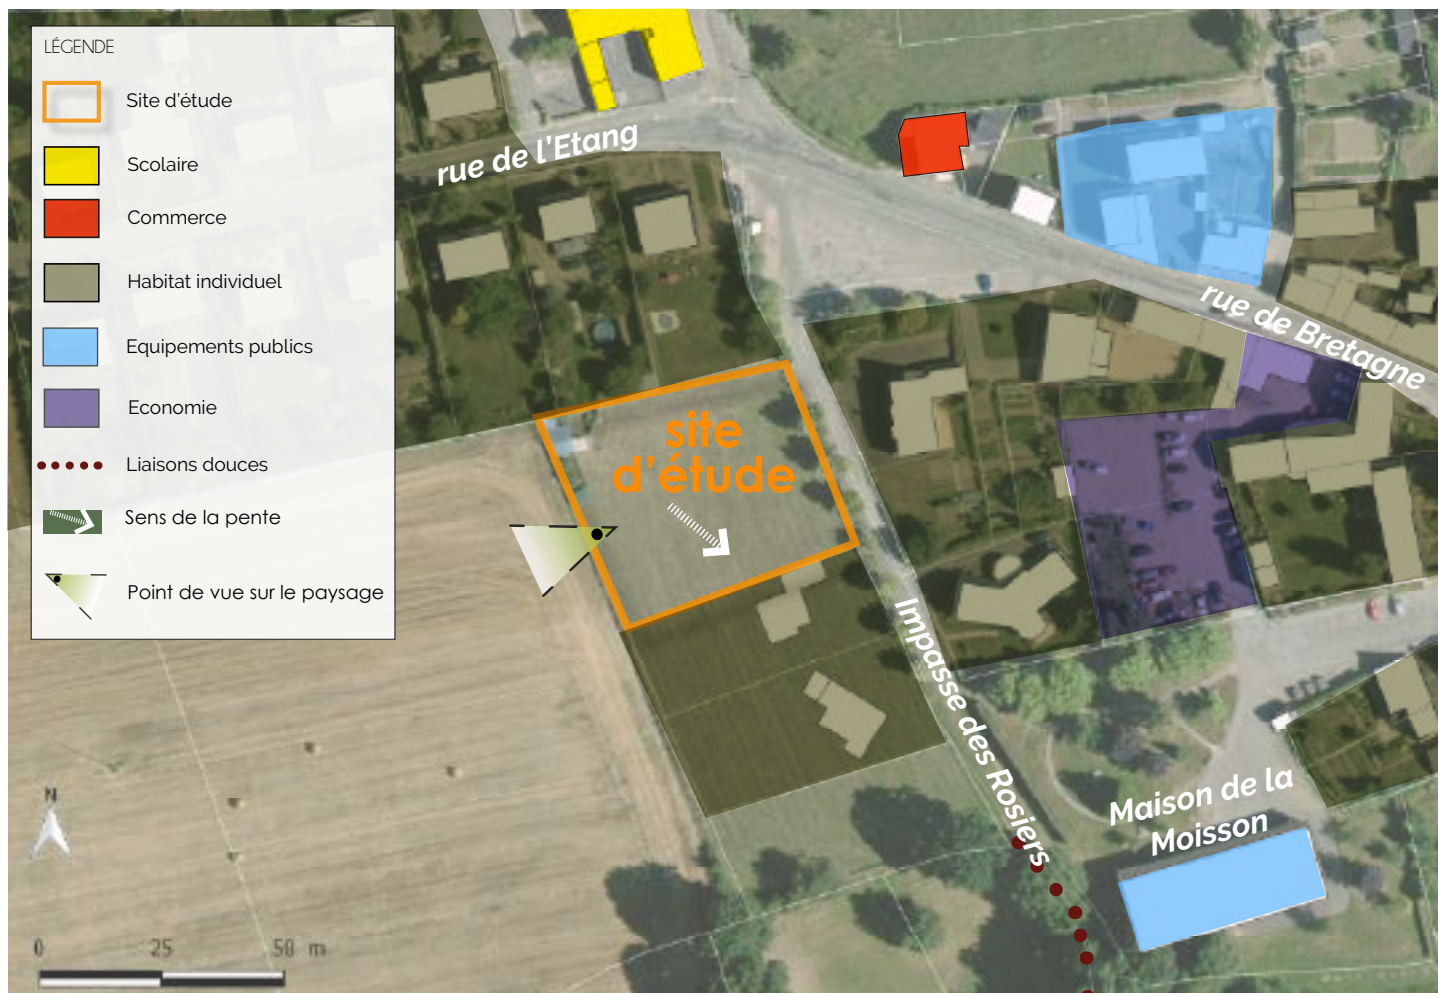 LÉGENDE
Site d'étude
Scolaire
Commerce
Habitat individuel
Equipements publics
Economie
Liaisons douces
Sens de la pente
Point de vue sur le paysage
rue de l'Etang
rue de Bretagne
site
d'étude
Impasse des Rosiers
Maison de la
Moisson
N
0 25 50 m